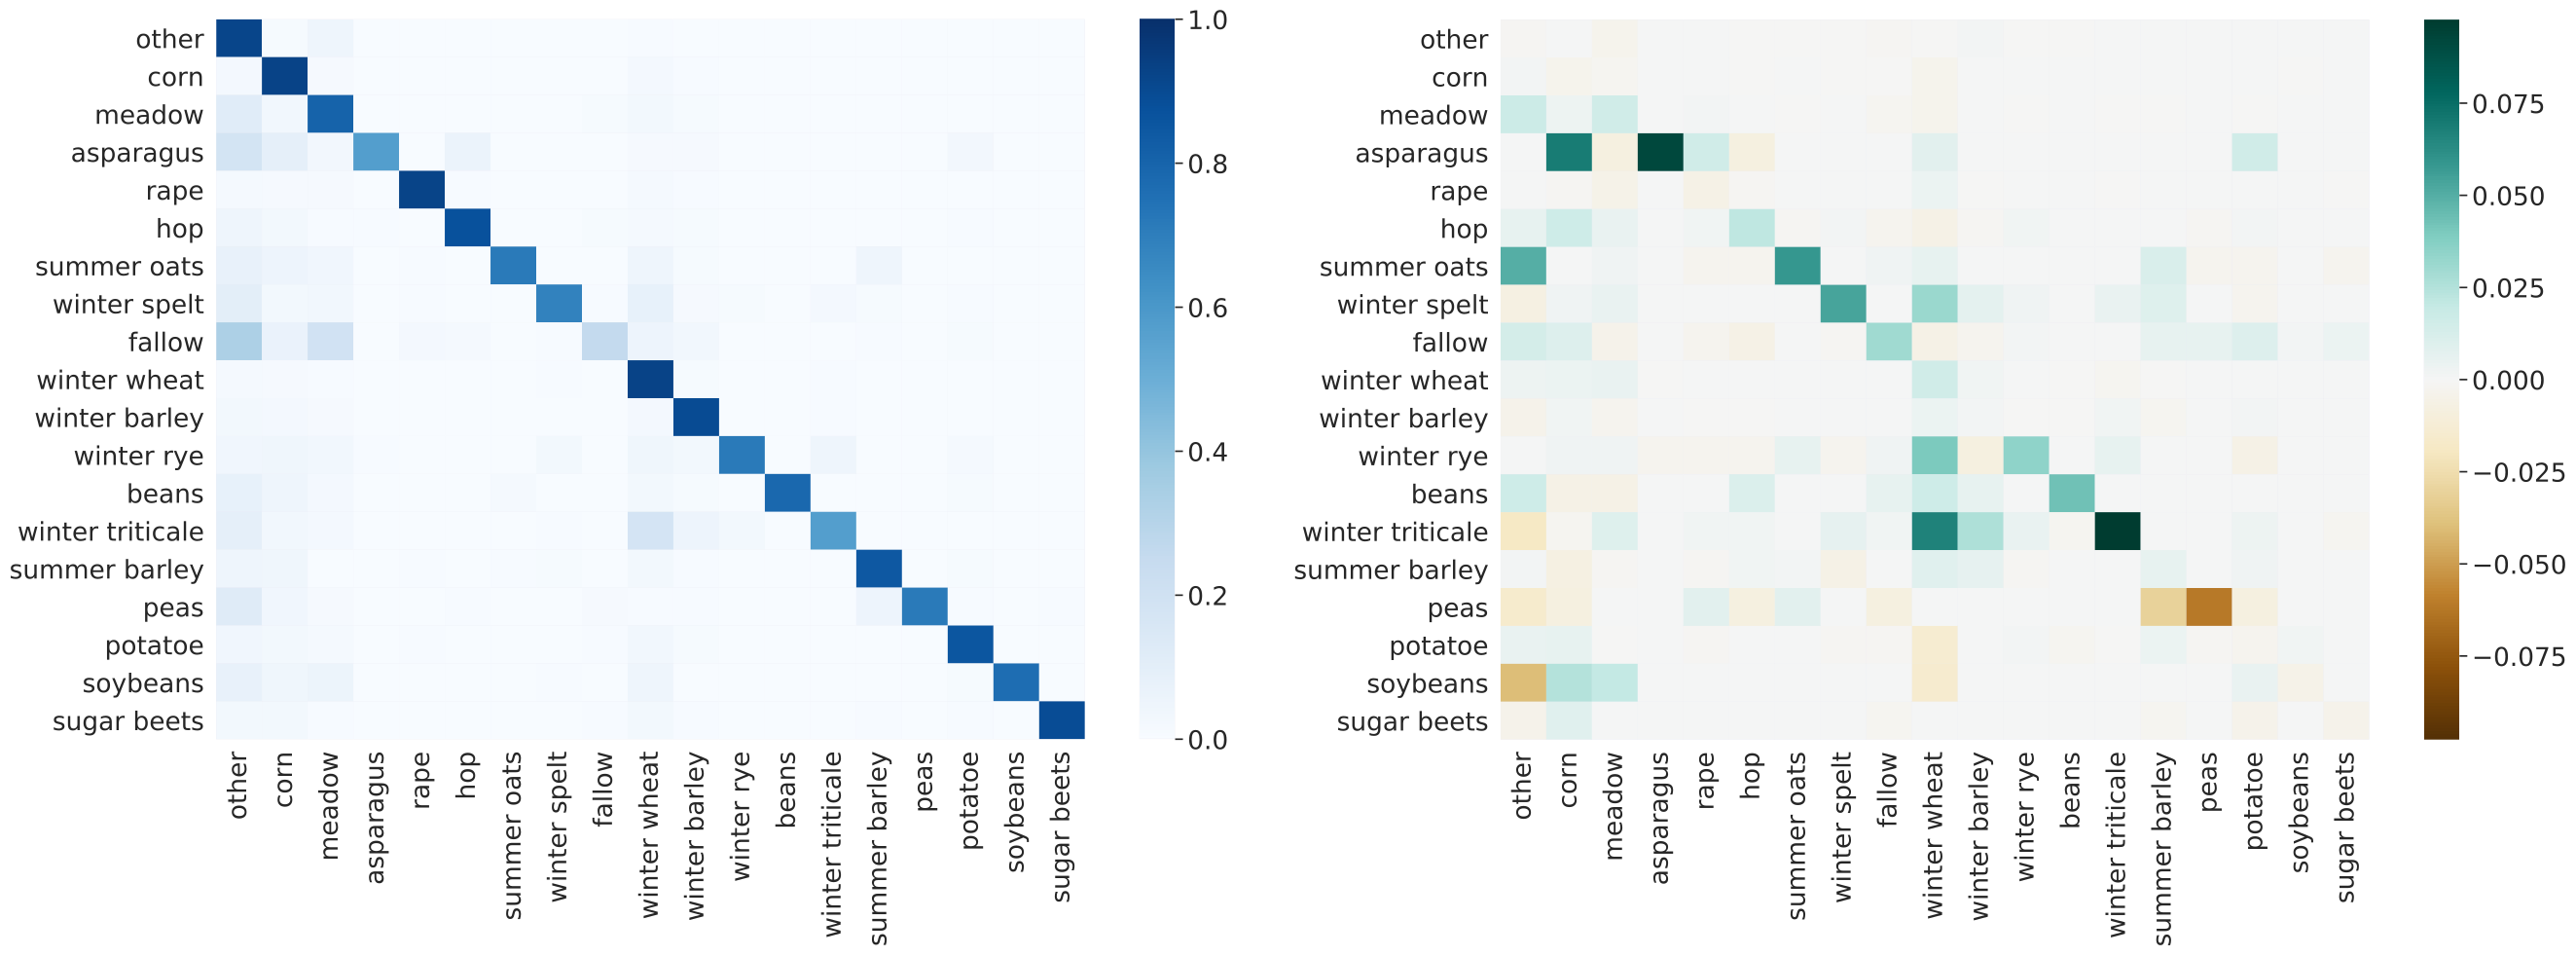 other
corn
meadow
asparagus
rape
hop
summer oats
winter spelt
fallow
winter wheat
winter barley
winter rye
beans
winter triticale
summer barley
peas
potatoe
soybeans
sugar beets
other
corn
meadow
asparagus
rape
hop
summer oats
winter spelt
fallow
winter wheat
winter barley
winter rye
beans
winter triticale
summer barley
peas
potatoe
soybeans
sugar beets
1.0
0.8
0.6
0.4
0.2
0.0
other
corn
meadow
asparagus
rape
hop
summer oats
winter spelt
fallow
winter wheat
winter barley
winter rye
beans
winter triticale
summer barley
peas
potatoe
soybeans
sugar beets
other
corn
meadow
asparagus
rape
hop
summer oats
winter spelt
fallow
winter wheat
winter barley
winter rye
beans
winter triticale
summer barley
peas
potatoe
soybeans
sugar beets
0.075
0.050
0.025
0.000
−0.025
−0.050
−0.075